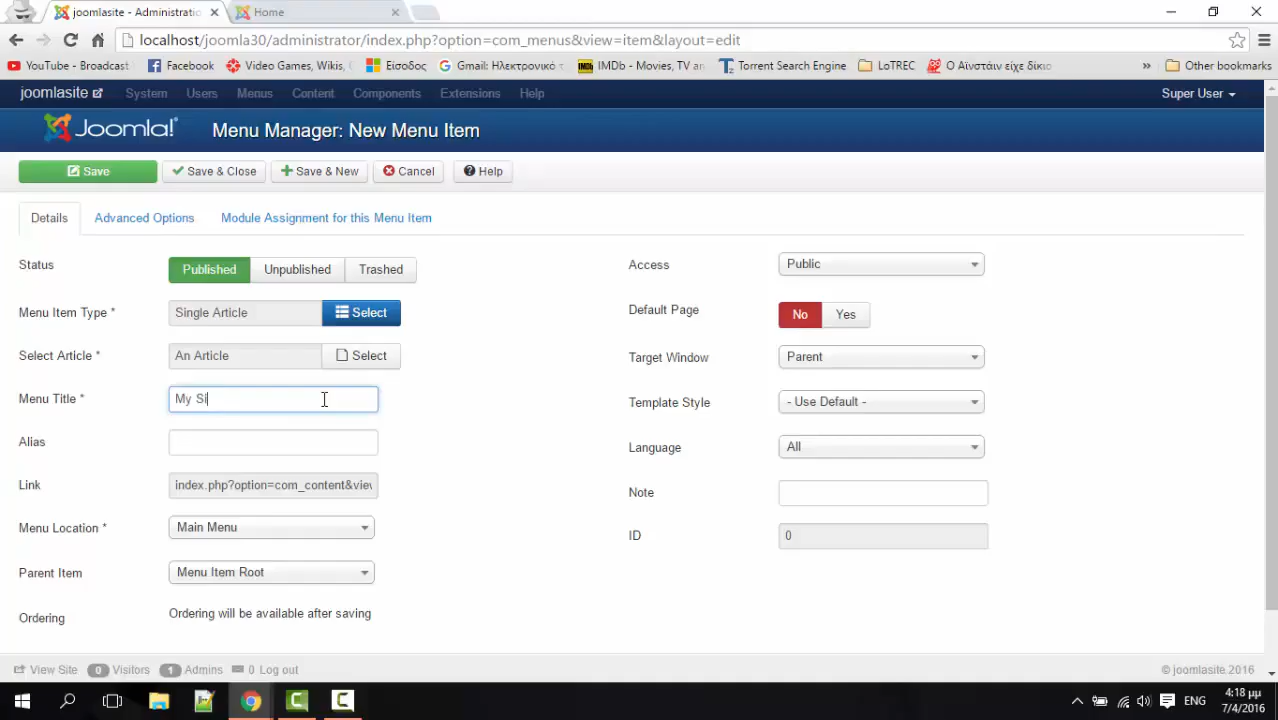 joomlasite - Administratio
Home
localhost/joomla30/administrator/index.php?option=com_menus&view=item&layout=edit
YouTube - Broadcast
Facebook
Video Games, Wikis,
Είσοδος
Gmail: Ηλεκτρονικό τ
IMDb - Movies, TV an
Torrent Search Engine
LoTREC
Ο Αϊνστάιν είχε δίκιο
»
Other bookmarks
joomlasite
System
Users
Menus
Content
Components
Extensions
Help
Super User
Joomla!
Menu Manager: New Menu Item
Save
Save & Close
Save & New
Cancel
Help
Details
Advanced Options
Module Assignment for this Menu Item
Status
Published
Unpublished
Trashed
Access
Public
Menu Item Type *
Single Article
Select
Default Page
No
Yes
Select Article *
An Article
Select
Target Window
Parent
Menu Title *
My Si
Template Style
- Use Default -
Alias
Language
All
Link
index.php?option=com_content&view
Note
Menu Location *
Main Menu
ID
0
Parent Item
Menu Item Root
Ordering
Ordering will be available after saving
View Site
0
Visitors
1
Admins
0
Log out
© joomlasite 2016
ΕΝG
4:18 μμ
7/4/2016